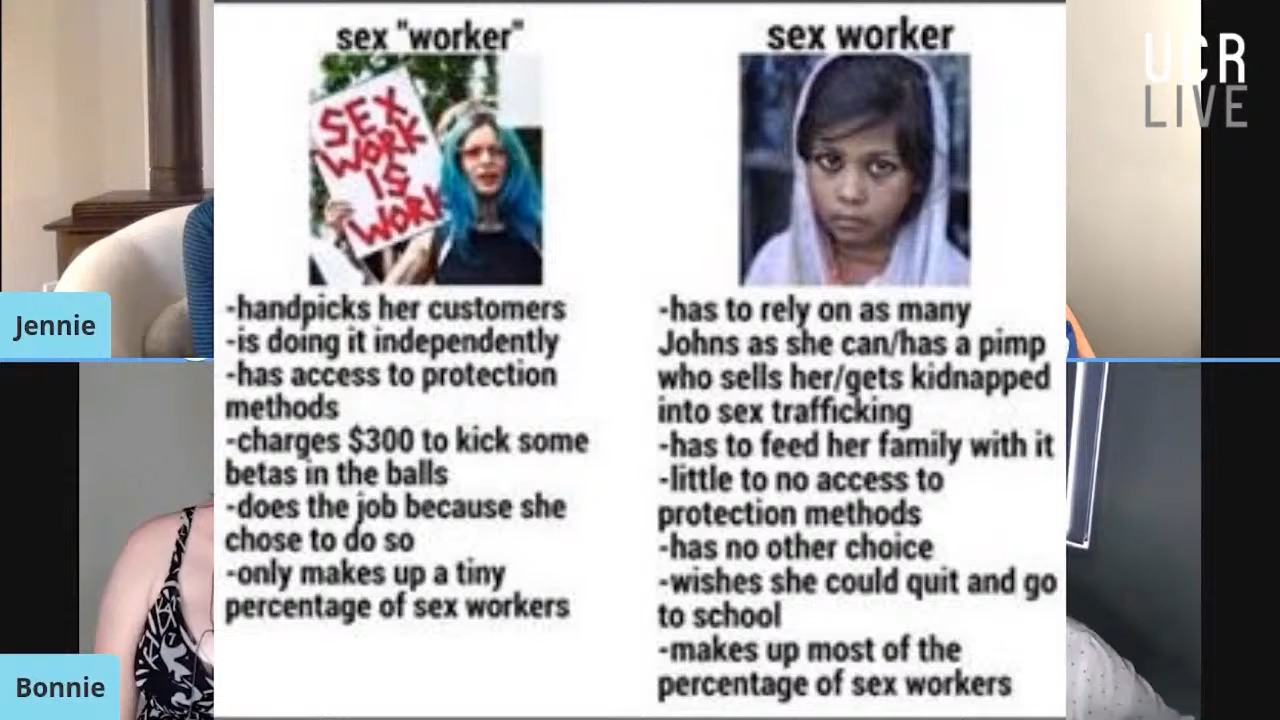 sex "worker"
SEX
WORK
IS
WORK
-handpicks her customers
-is doing it independently
-has access to protection
methods
-charges $300 to kick some
betas in the balls
-does the job because she
chose to do so
-only makes up a tiny
percentage of sex workers
sex worker
-has to rely on as many
Johns as she can/has a pimp
who sells her/gets kidnapped
into sex trafficking
-has to feed her family with it
-little to no access to
protection methods
-has no other choice
-wishes she could quit and go
to school
-makes up most of the
percentage of sex workers
UCR
LIVE
Jennie
Bonnie